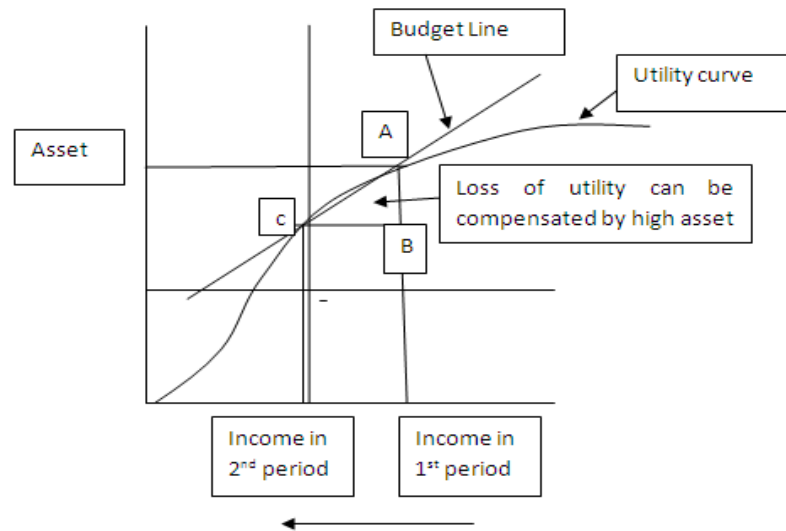 Budget Line
Utility curve
Asset
A
Loss of utility can be
compensated by high asset
c
B
Income in
2nd period
Income in
1st period